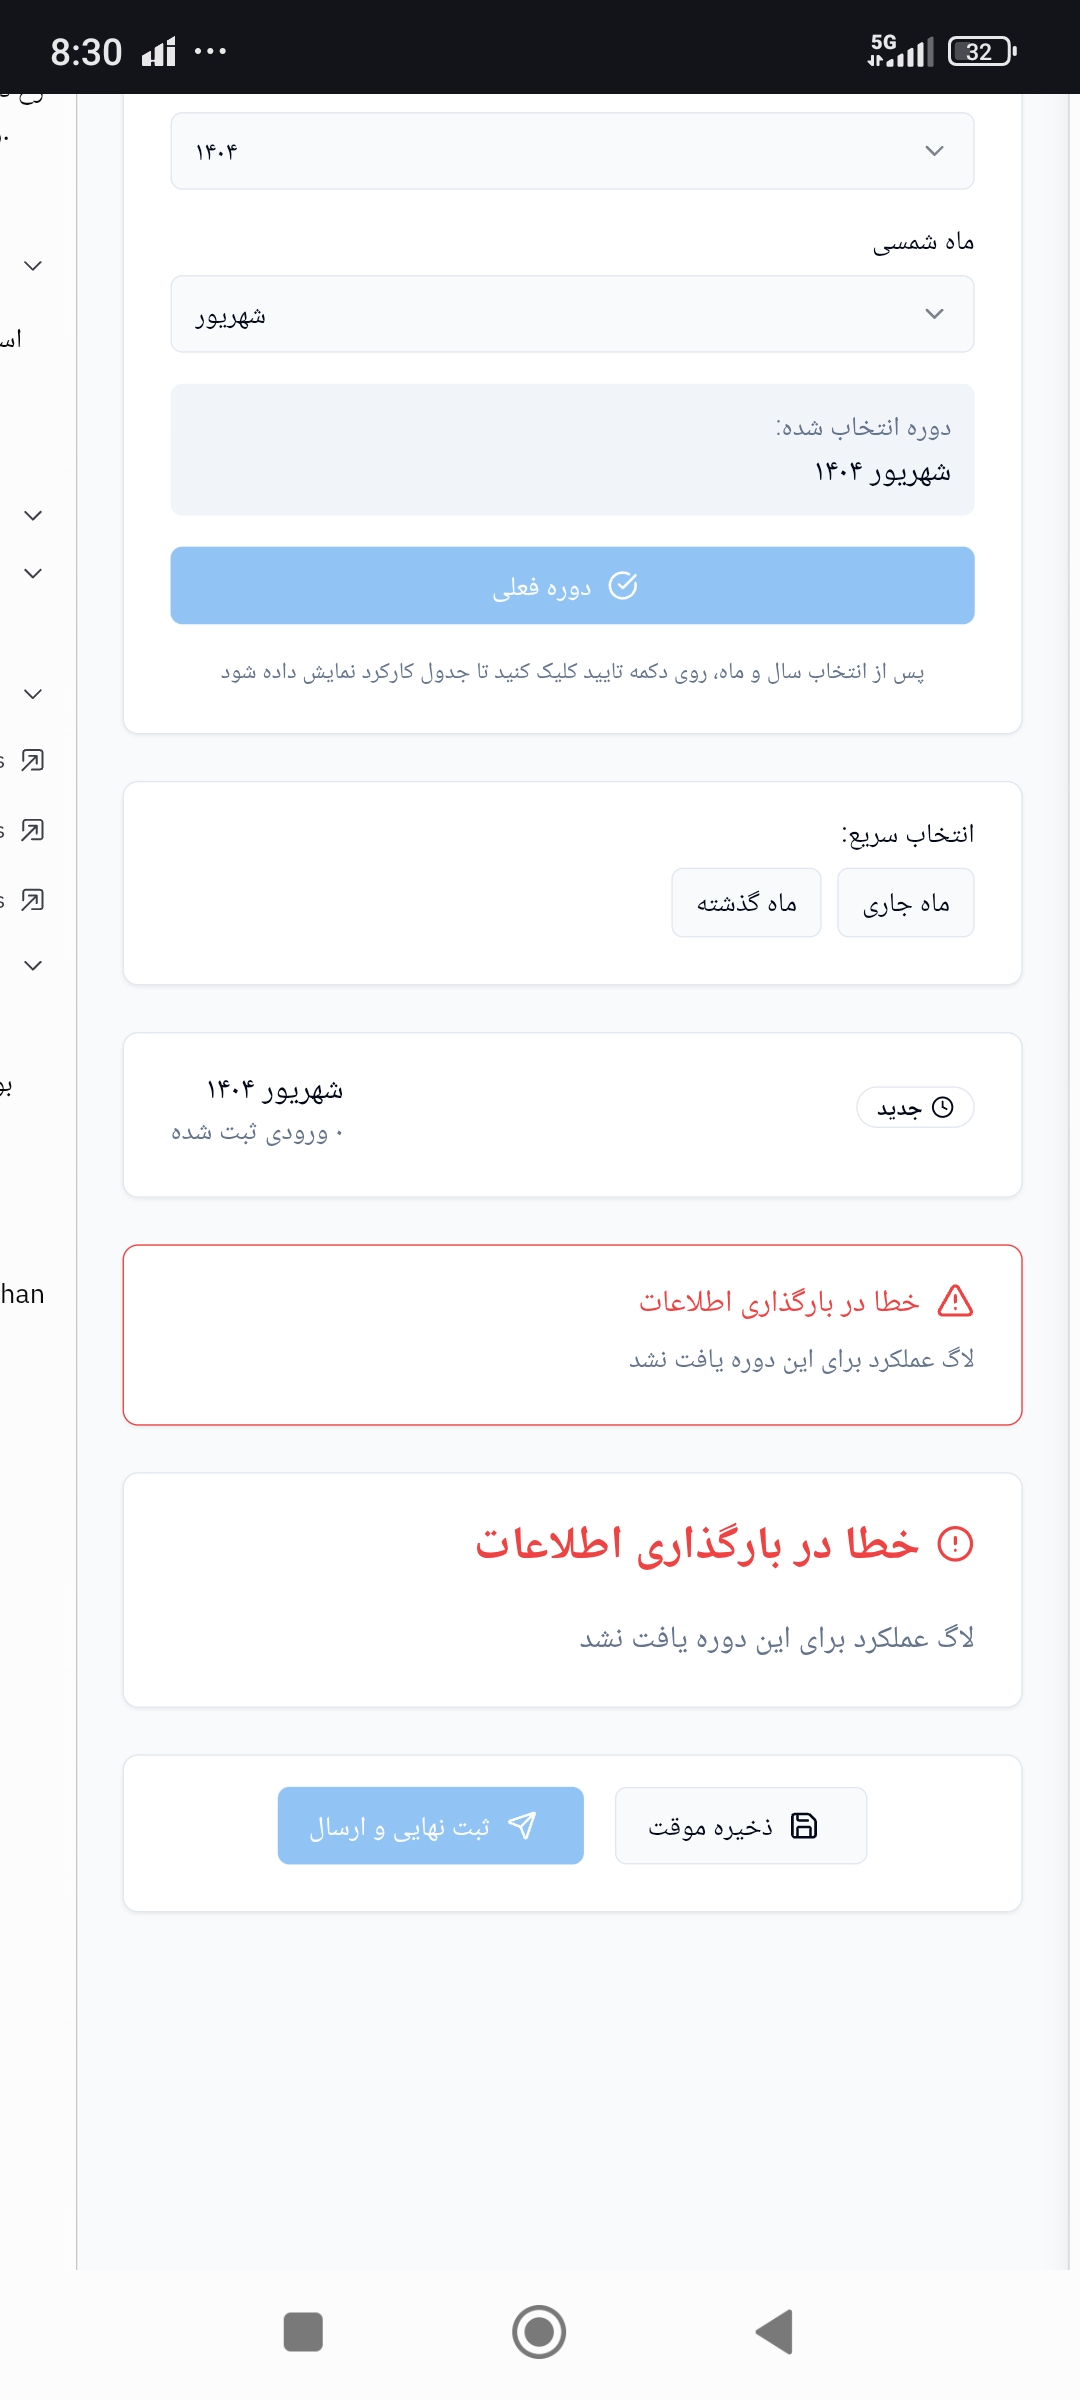 8:30
5G
32
۱۴۰۴
ماه شمسی
شهریور
دوره انتخاب شده:
شهریور ۱۴۰۴
دوره فعلی
پس از انتخاب سال و ماه، روی دکمه تایید کلیک کنید تا جدول کارکرد نمایش داده شود
انتخاب سریع:
ماه جاری
ماه گذشته
جدید
شهریور ۱۴۰۴
۰ ورودی ثبت شده
خطا در بارگذاری اطلاعات
لاگ عملکرد برای این دوره یافت نشد
خطا در بارگذاری اطلاعات
لاگ عملکرد برای این دوره یافت نشد
ذخیره موقت
ثبت نهایی و ارسال
اس
s
s
s
بو
han